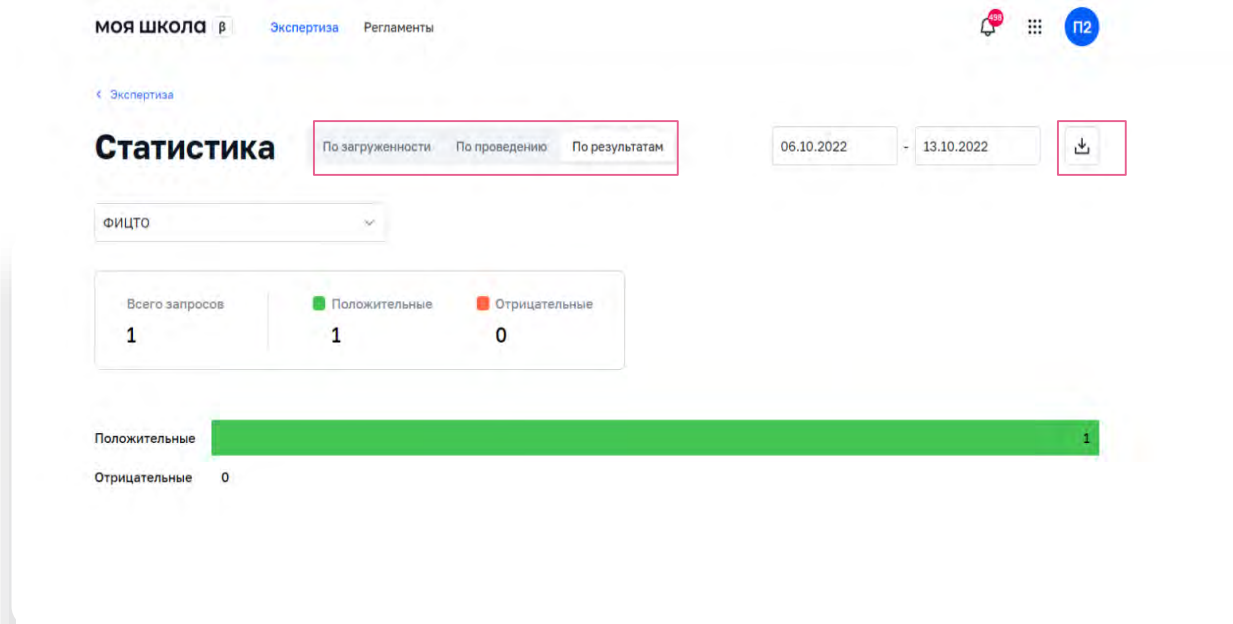 МОЯ ШКОЛА β Экспертиза Регламенты 498 П2
Экспертиза
Статистика По загруженности По проведению По результатам 06.10.2022 - 13.10.2022
ФИЦТО
Всего запросов Положительные Отрицательные
1 1 0
Положительные 1
Отрицательные 0